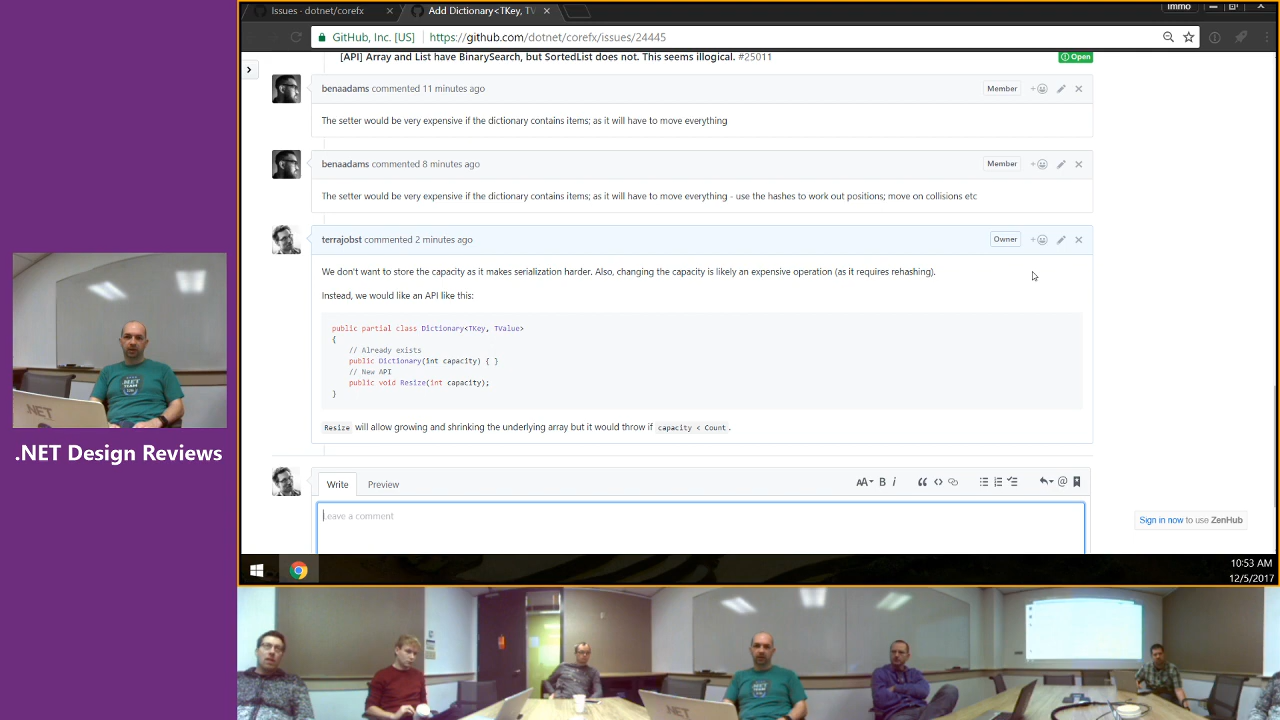 Issues · dotnet/corefx
Add Dictionary<TKey, TV
Immo
GitHub, Inc. [US]
https://github.com/dotnet/corefx/issues/24445
[API] Array and List have BinarySearch, but SortedList does not. This seems illogical. #25011
Open
benaadams commented 11 minutes ago
Member
The setter would be very expensive if the dictionary contains items; as it will have to move everything
benaadams commented 8 minutes ago
Member
The setter would be very expensive if the dictionary contains items; as it will have to move everything - use the hashes to work out positions; move on collisions etc
terrajobst commented 2 minutes ago
Owner
We don't want to store the capacity as it makes serialization harder. Also, changing the capacity is likely an expensive operation (as it requires rehashing).
Instead, we would like an API like this:
public partial class Dictionary<TKey, TValue>
{
// Already exists
public Dictionary(int capacity) { }
// New API
public void Resize(int capacity);
}
Resize will allow growing and shrinking the underlying array but it would throw if capacity < Count.
Write
Preview
AA
B
i
Leave a comment
Sign in now to use ZenHub
10:53 AM
12/5/2017
.NET
TEAM
.NET
.NET Design Reviews
.NET
TEAM
.NET